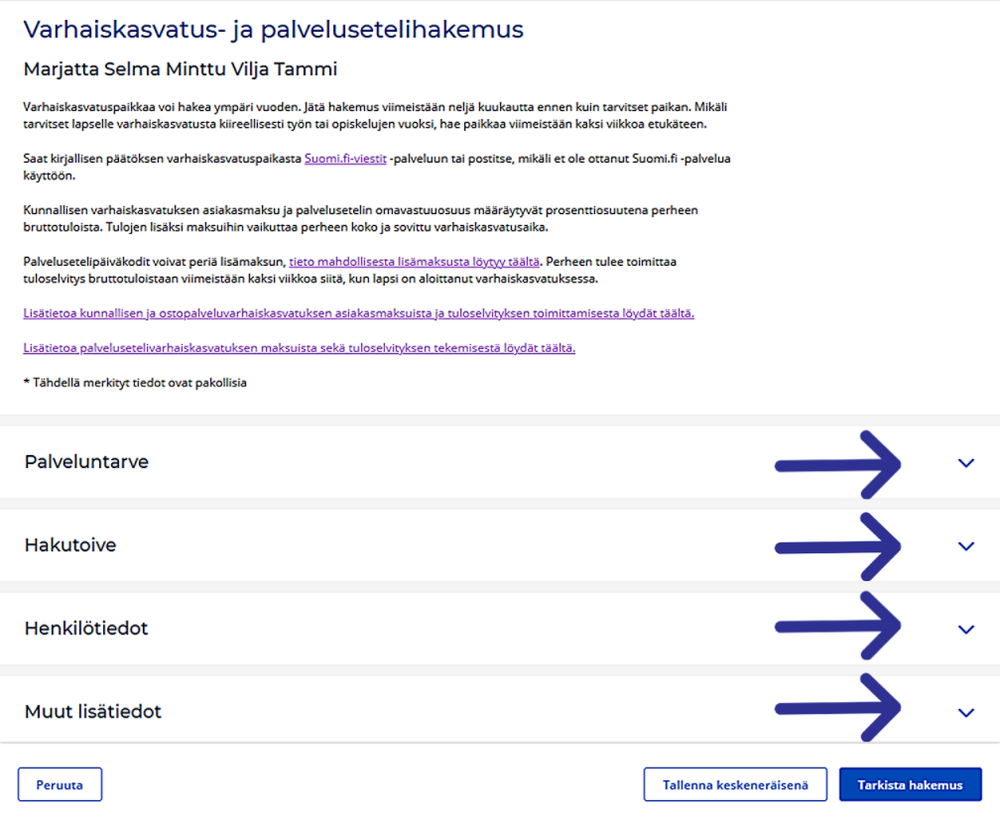 Varhaiskasvatus- ja palvelusetelihakemus
Marjatta Selma Minttu Vilja Tammi
Varhaiskasvatuspaikkaa voi hakea ympäri vuoden. Jätä hakemus viimeistään neljä kuukautta ennen kuin tarvitset paikan. Mikäli
tarvitset lapselle varhaiskasvatusta kiireellisesti työn tai opiskelujen vuoksi, hae paikkaa viimeistään kaksi viikkoa etukäteen.
Saat kirjallisen päätöksen varhaiskasvatuspaikasta Suomi.fi-viestit -palveluun tai postitse, mikäli et ole ottanut Suomi.fi -palvelua
käyttöön.
Kunnallisen varhaiskasvatuksen asiakasmaksu ja palvelusetelin omavastuuosuus määräytyvät prosenttiosuutena perheen
bruttotuloista. Tulojen lisäksi maksuihin vaikuttaa perheen koko ja sovittu varhaiskasvatusaika.
Palvelusetelipäiväkodit voivat periä lisämaksun, tieto mahdollisesta lisämaksusta löytyy täältä. Perheen tulee toimittaa
tuloselvitys bruttotuloistaan viimeistään kaksi viikkoa siitä, kun lapsi on aloittanut varhaiskasvatuksessa.
Lisätietoa kunnallisen ja ostopalveluvarhaiskasvatuksen asiakasmaksuista ja tuloselvityksen toimittamisesta löydät täältä.
Lisätietoa palvelusetelivarhaiskasvatuksen maksuista sekä tuloselvityksen tekemisestä löydät täältä.
* Tähdellä merkityt tiedot ovat pakollisia
Palveluntarve
Hakutoive
Henkilötiedot
Muut lisätiedot
Peruuta
Tallenna keskeneräisenä
Tarkista hakemus